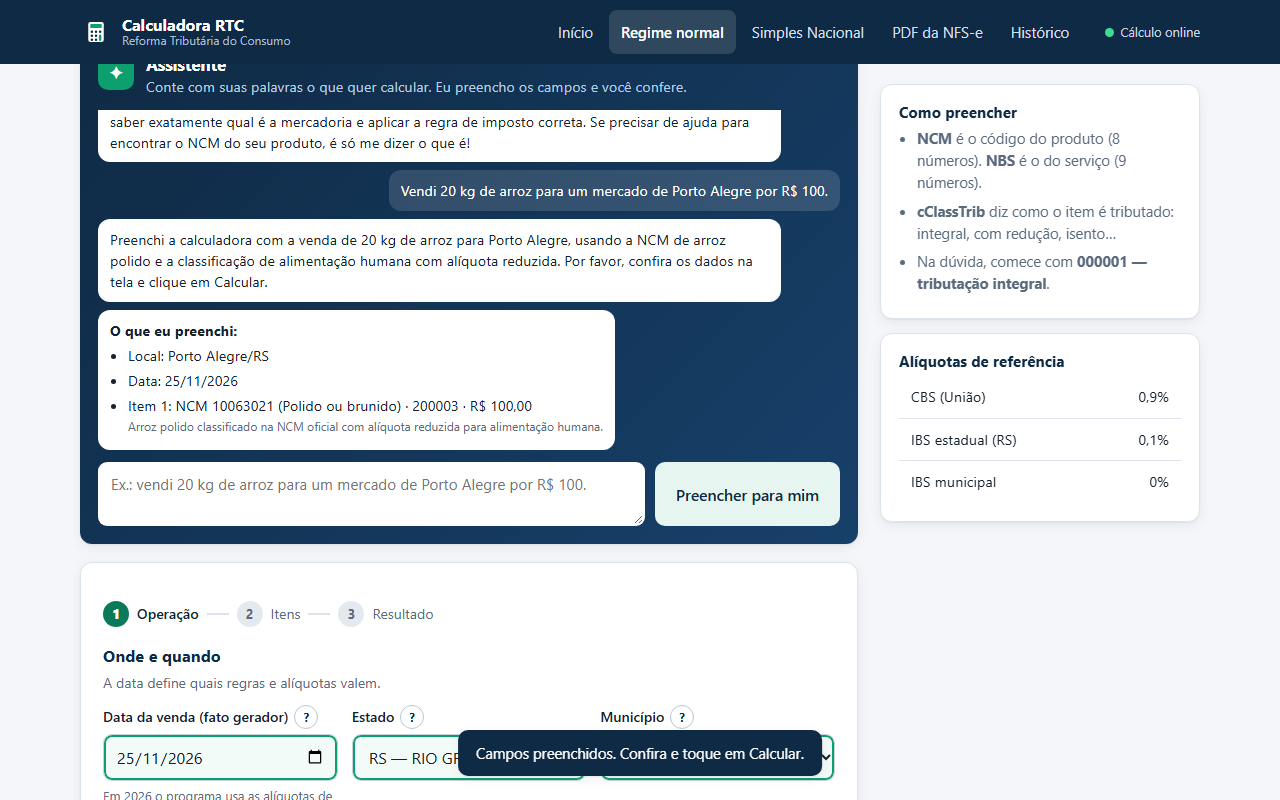 Calculadora RTC
Reforma Tributária do Consumo
Início
Regime normal
Simples Nacional
PDF da NFS-e
Histórico
Cálculo online
Assistente
Conte com suas palavras o que quer calcular. Eu preencho os campos e você confere.
saber exatamente qual é a mercadoria e aplicar a regra de imposto correta. Se precisar de ajuda para
encontrar o NCM do seu produto, é só me dizer o que é!
Vendi 20 kg de arroz para um mercado de Porto Alegre por R$ 100.
Preenchi a calculadora com a venda de 20 kg de arroz para Porto Alegre, usando a NCM de arroz
polido e a classificação de alimentação humana com alíquota reduzida. Por favor, confira os dados na
tela e clique em Calcular.
O que eu preenchi:
• Local: Porto Alegre/RS
• Data: 25/11/2026
• Item 1: NCM 10063021 (Polido ou brunido) · 200003 · R$ 100,00
Arroz polido classificado na NCM oficial com alíquota reduzida para alimentação humana.
Ex.: vendi 20 kg de arroz para um mercado de Porto Alegre por R$ 100.
Preencher para mim
1 Operação
2 Itens
3 Resultado
Onde e quando
A data define quais regras e alíquotas valem.
Data da venda (fato gerador) ?
Estado ?
Município ?
25/11/2026
RS — RIO GR
Campos preenchidos. Confira e toque em Calcular.
Em 2026 o programa usa as alíquotas de
Como preencher
• NCM é o código do produto (8
números). NBS é o do serviço (9
números).
• cClassTrib diz como o item é tributado:
integral, com redução, isento…
• Na dúvida, comece com 000001 —
tributação integral.
Alíquotas de referência
CBS (União) 0,9%
IBS estadual (RS) 0,1%
IBS municipal 0%